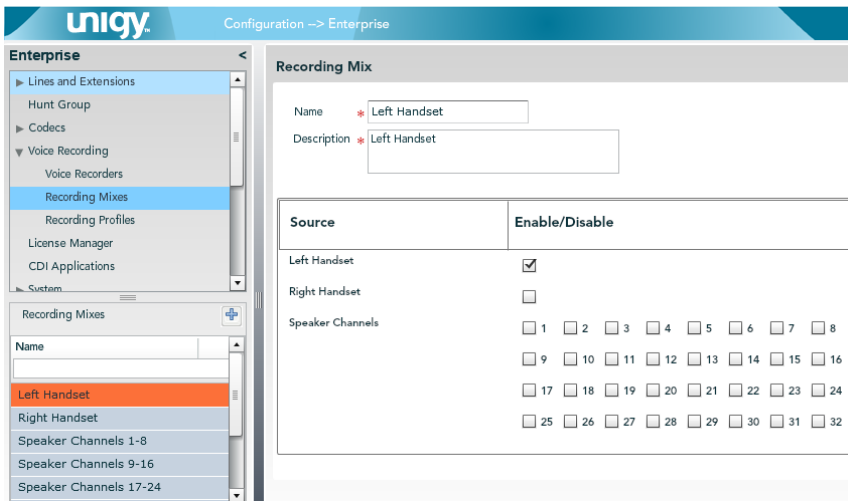 unıqy.
Configuration --> Enterprise
Enterprise <
Lines and Extensions
Hunt Group
Codecs
Voice Recording
Voice Recorders
Recording Mixes
Recording Profiles
License Manager
CDI Applications
System
Recording Mixes
Name
Left Handset
Right Handset
Speaker Channels 1-8
Speaker Channels 9-16
Speaker Channels 17-24
Recording Mix
Name * Left Handset
Description * Left Handset
Source Enable/Disable
Left Handset
Right Handset
Speaker Channels 1 2 3 4 5 6 7 8
9 10 11 12 13 14 15 16
17 18 19 20 21 22 23 24
25 26 27 28 29 30 31 32